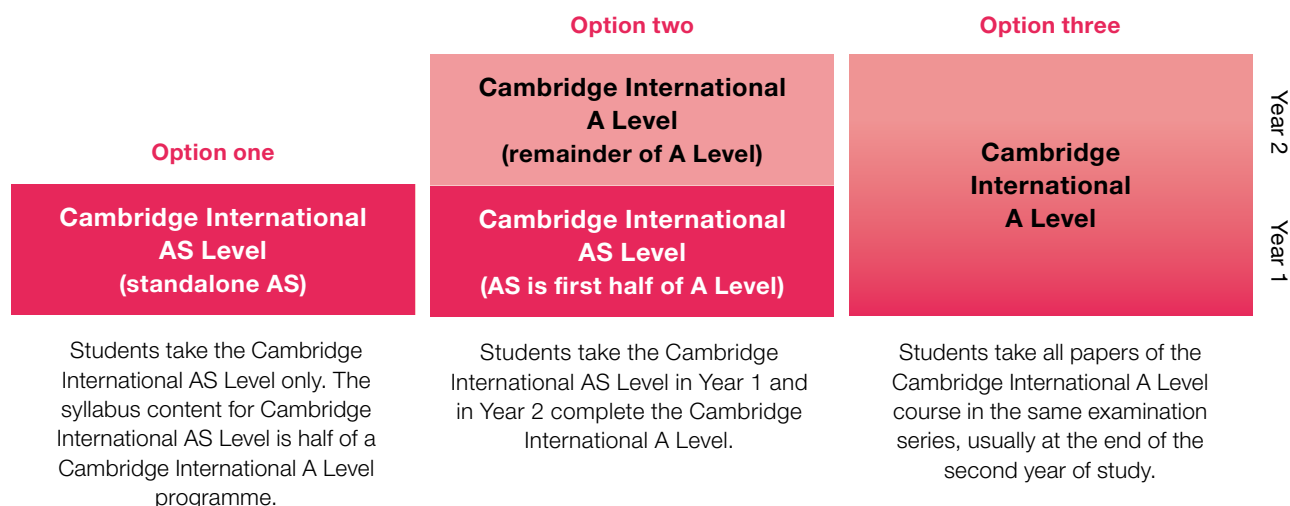 Option one
Cambridge International
AS Level
(standalone AS)
Students take the Cambridge
International AS Level only. The
syllabus content for Cambridge
International AS Level is half of a
Cambridge International A Level
programme.
Option two
Cambridge International
A Level
(remainder of A Level)
Cambridge International
AS Level
(AS is first half of A Level)
Students take the Cambridge
International AS Level in Year 1 and
in Year 2 complete the Cambridge
International A Level.
Option three
Cambridge
International
A Level
Students take all papers of the
Cambridge International A Level
course in the same examination
series, usually at the end of the
second year of study.
Year 2
Year 1